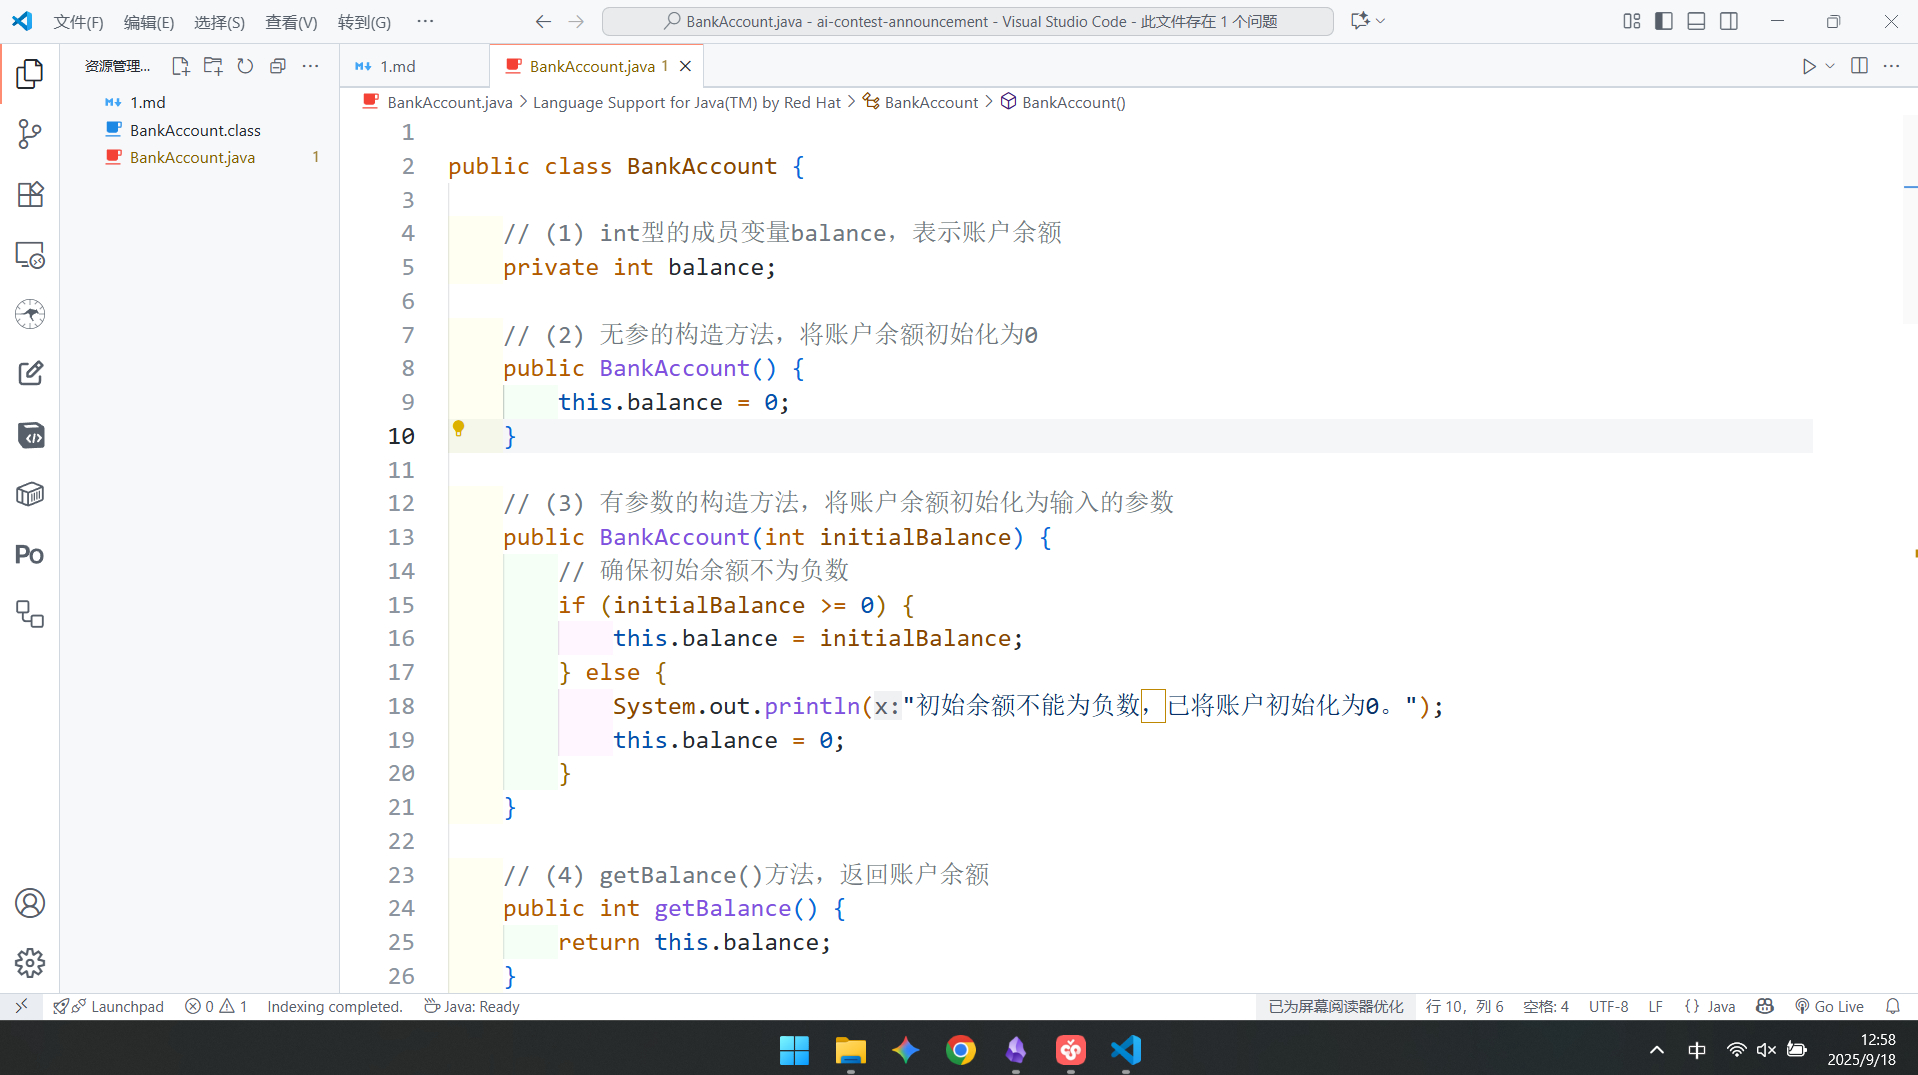 文件(F) 编辑(E) 选择(S) 查看(V) 转到(G) ··· BankAccount.java - ai-contest-announcement - Visual Studio Code - 此文件存在 1 个问题
资源管理... ··· 1.md BankAccount.java 1
1.md
BankAccount.class
BankAccount.java 1
BankAccount.java > Language Support for Java(TM) by Red Hat > BankAccount > BankAccount()
1
2 public class BankAccount {
3
4 // (1) int型的成员变量balance，表示账户余额
5 private int balance;
6
7 // (2) 无参的构造方法，将账户余额初始化为0
8 public BankAccount() {
9 this.balance = 0;
10 }
11
12 // (3) 有参数的构造方法，将账户余额初始化为输入的参数
13 public BankAccount(int initialBalance) {
14 // 确保初始余额不为负数
15 if (initialBalance >= 0) {
16 this.balance = initialBalance;
17 } else {
18 System.out.println(x:"初始余额不能为负数，已将账户初始化为0。");
19 this.balance = 0;
20 }
21 }
22
23 // (4) getBalance()方法，返回账户余额
24 public int getBalance() {
25 return this.balance;
26 }
Po
Launchpad 0 1 Indexing completed. Java: Ready 已为屏幕阅读器优化 行 10，列 6 空格: 4 UTF-8 LF {} Java Go Live
中 12:58
2025/9/18